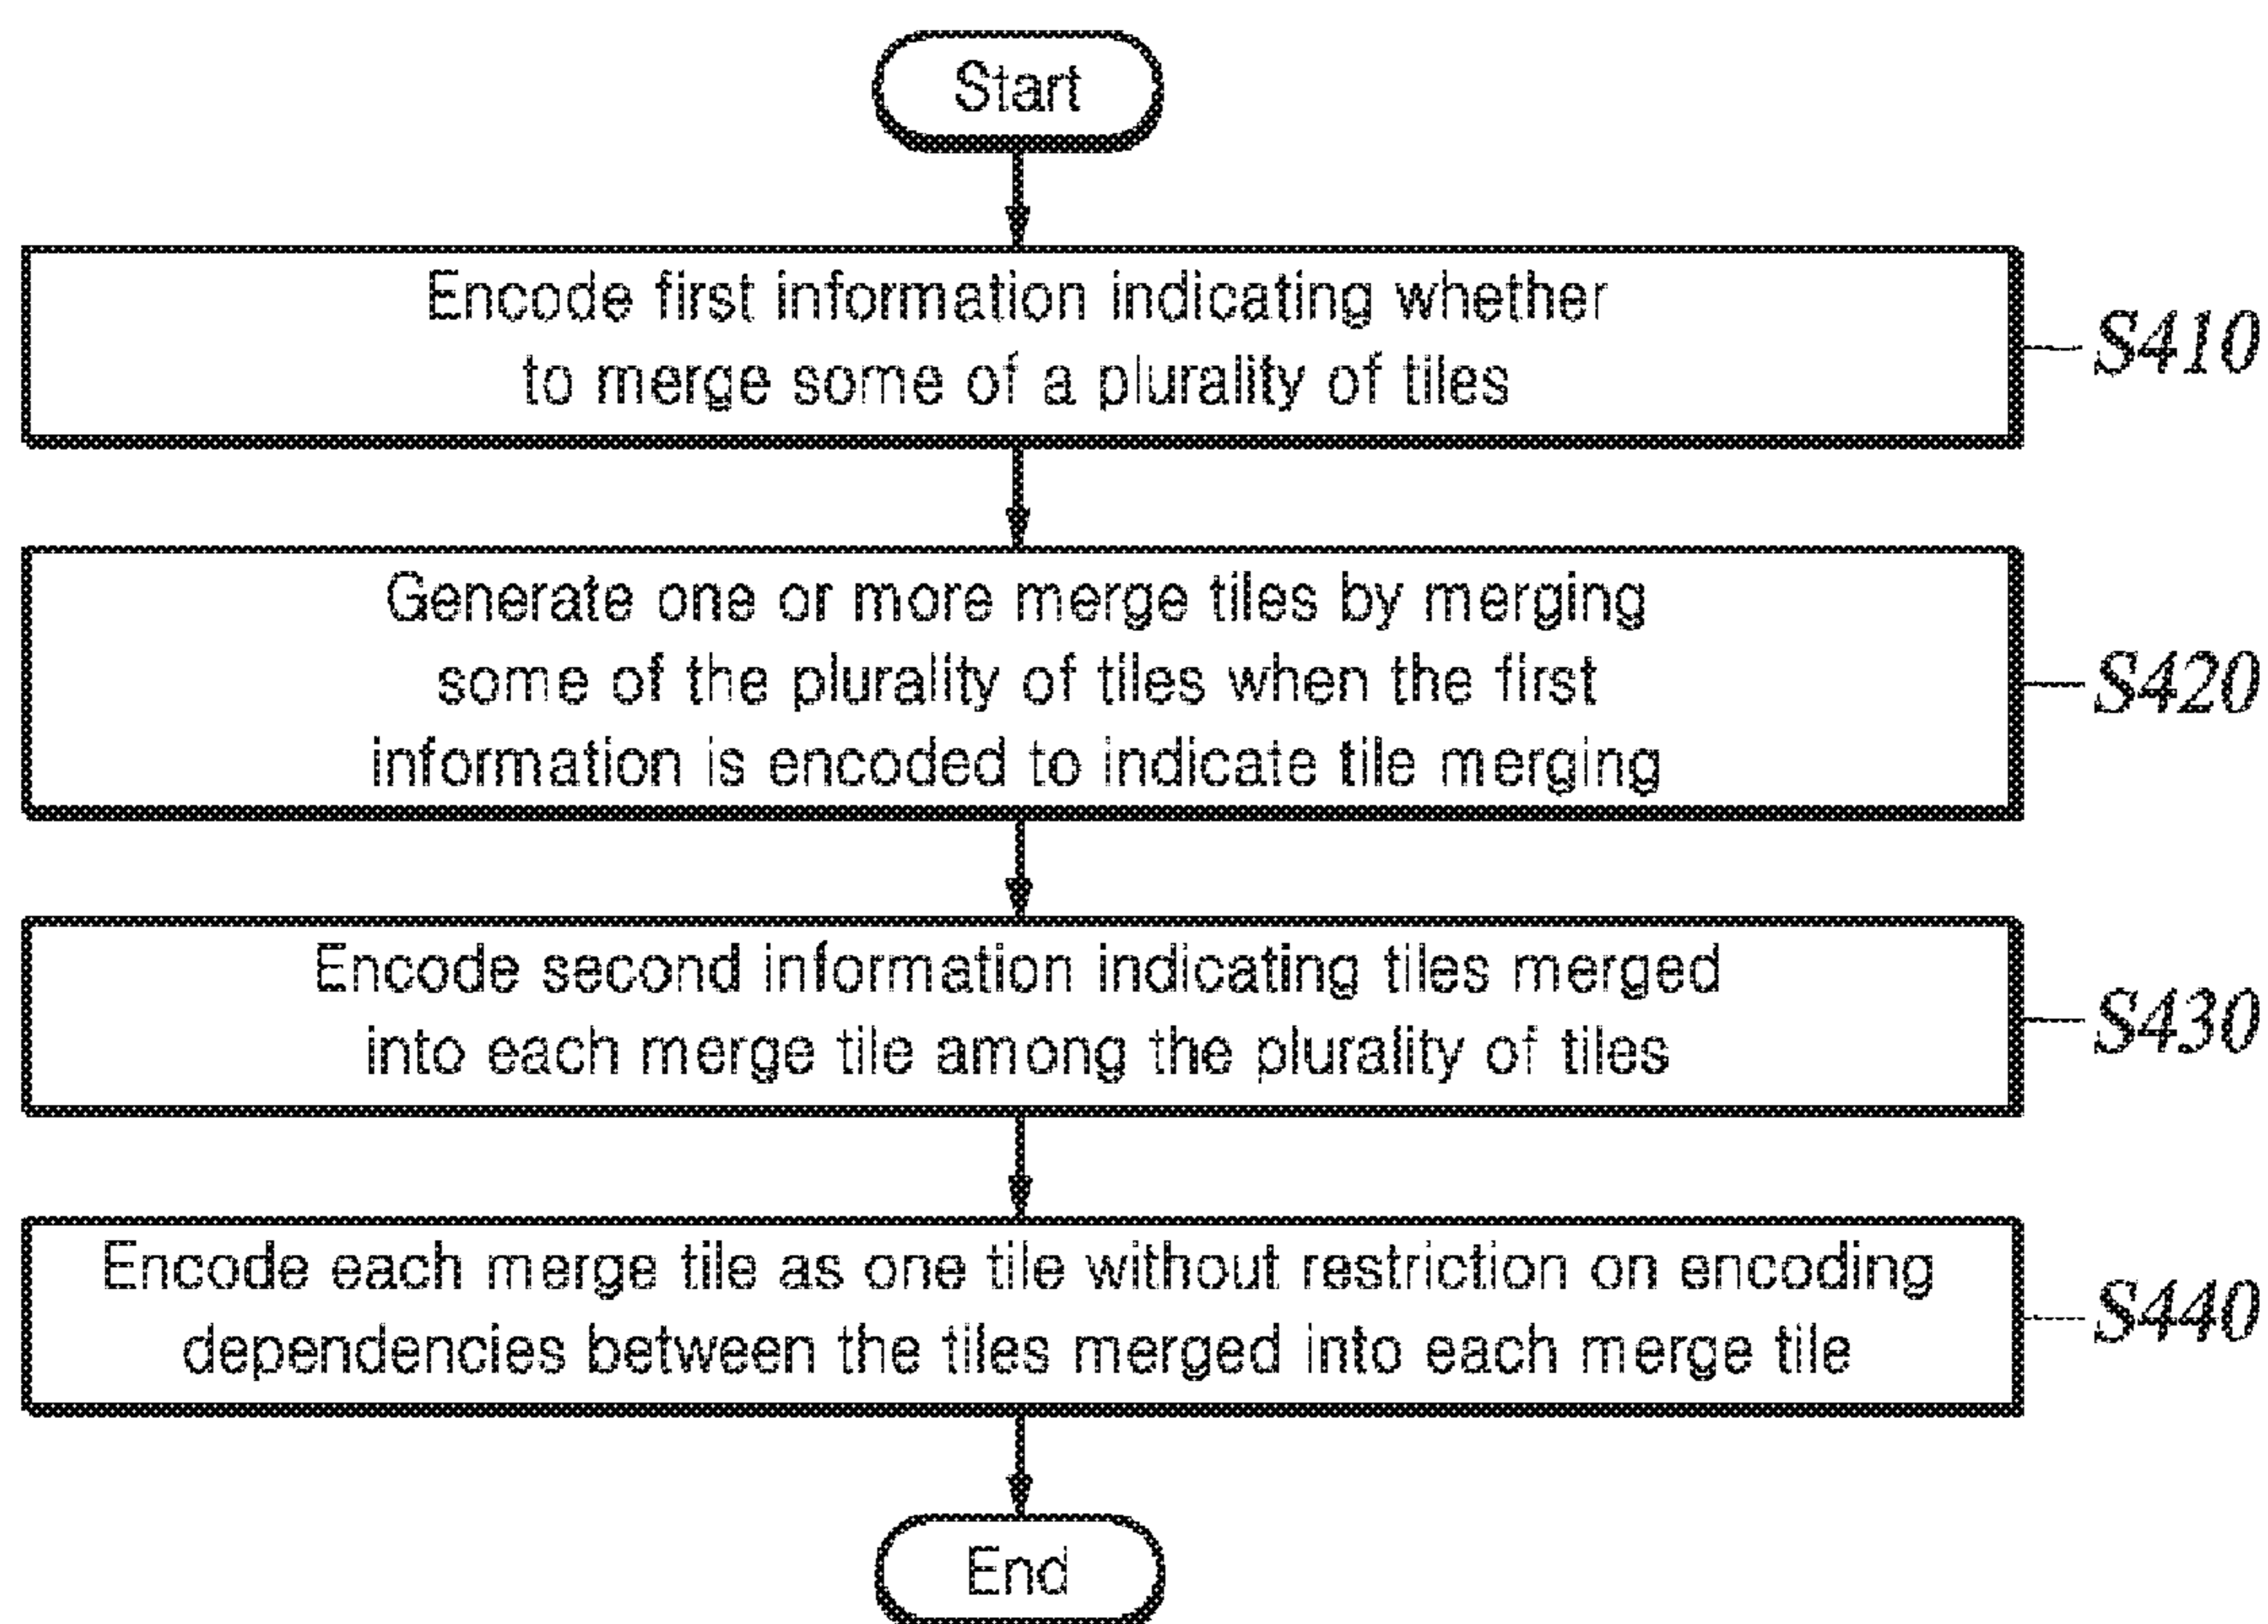 Start
Encode first information indicating whether
to merge some of a plurality of tiles
S410
Generate one or more merge tiles by merging
some of the plurality of tiles when the first
information is encoded to indicate tile merging
S420
Encode second information indicating tiles merged
into each merge tile among the plurality of tiles
S430
Encode each merge tile as one tile without restriction on encoding
dependencies between the tiles merged into each merge tile
S440
End